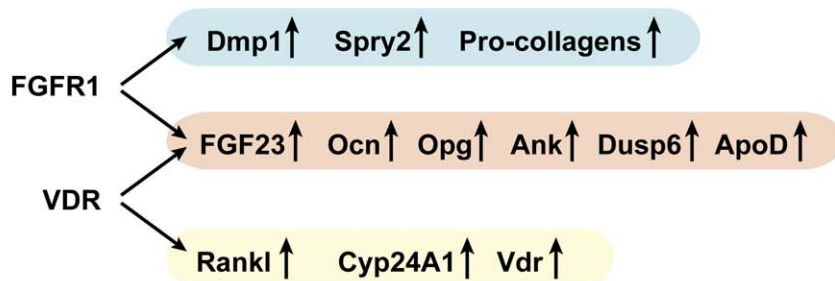 Dmp1↑ Spry2↑ Pro-collagens↑
FGFR1
FGF23↑ Ocn↑ Opg↑ Ank↑ Dusp6↑ ApoD↑
VDR
Rankl↑ Cyp24A1↑ Vdr↑